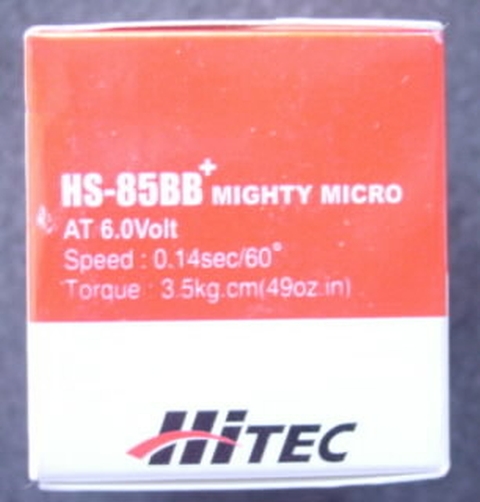 HS-85BB+ MIGHTY MICRO
AT 6.0Volt
Speed : 0.14sec/60°
Torque : 3.5kg.cm(49oz.in)
HiTEC